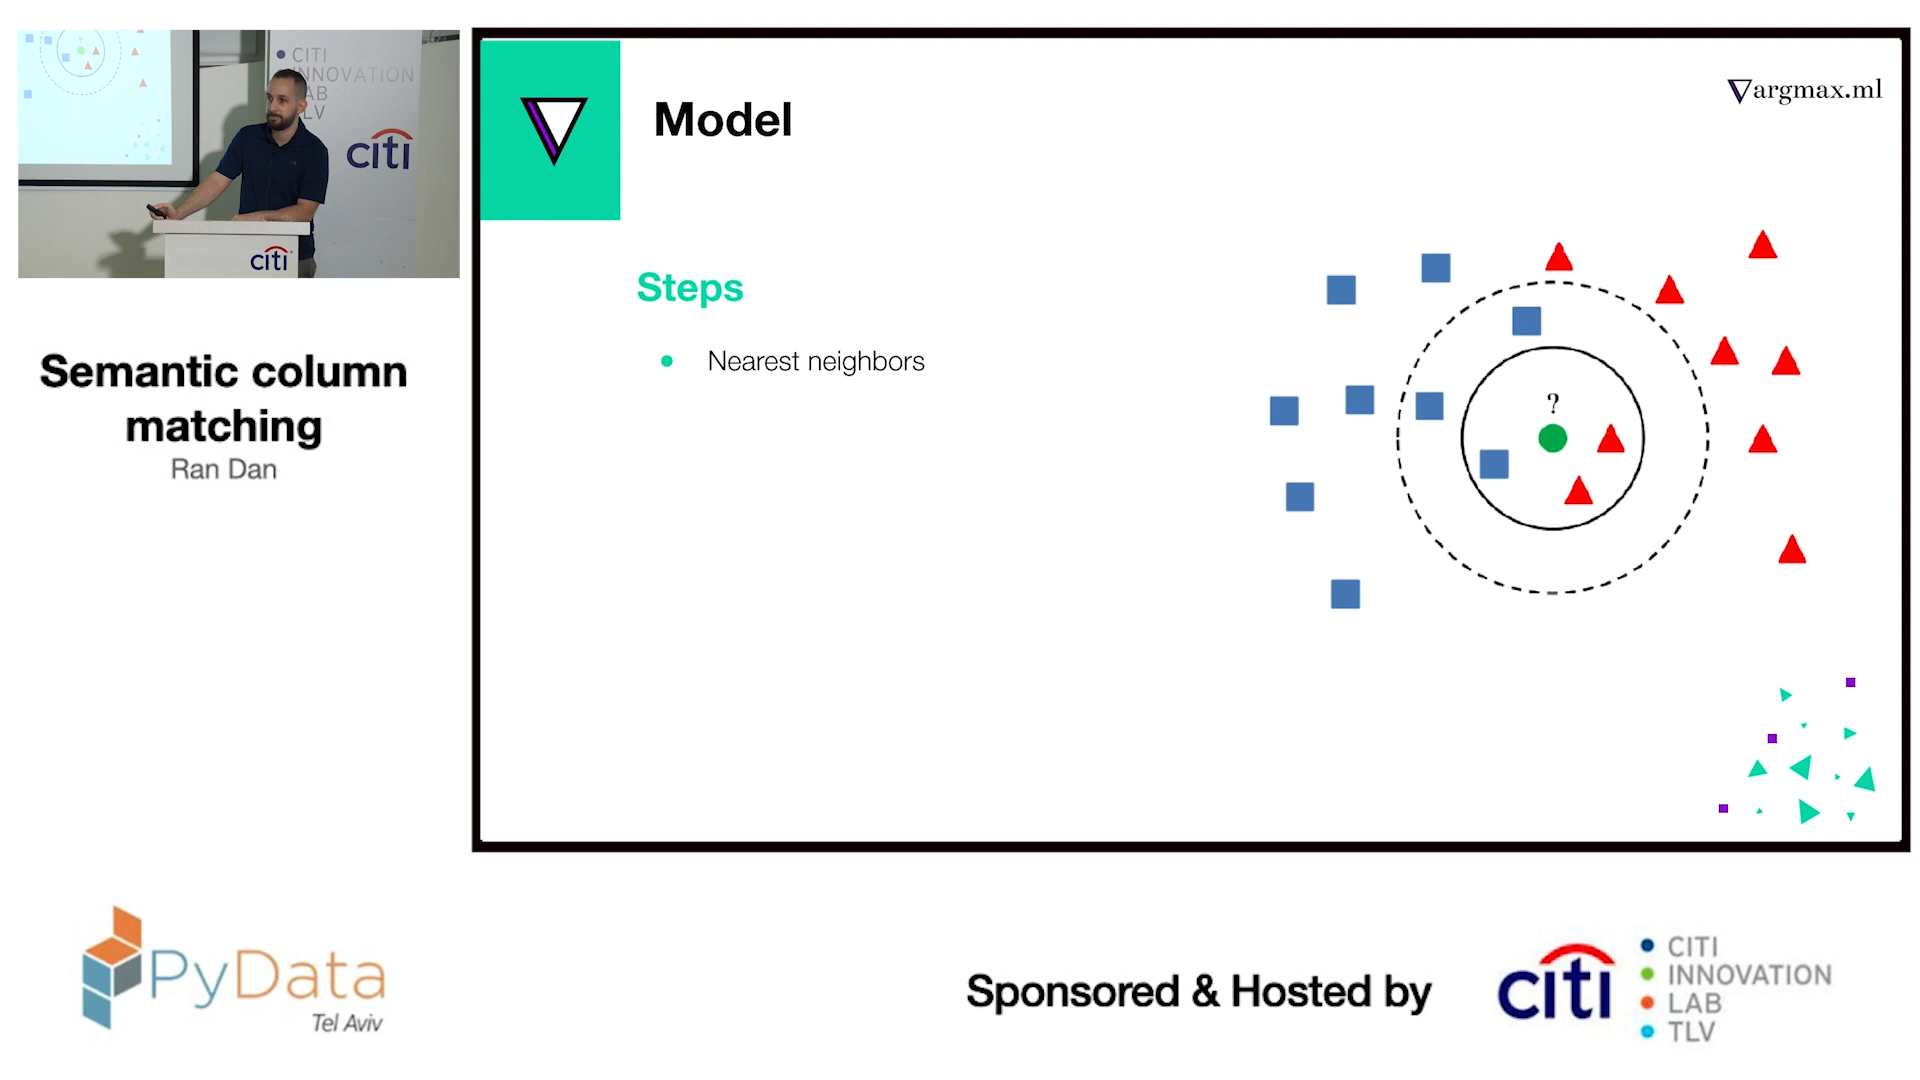 CITI
INNOVATION
LAB
TLV
citi
citi
Semantic column
matching
Ran Dan
Model
argmax.ml
Steps
Nearest neighbors
?
PyData
Tel Aviv
Sponsored & Hosted by
citi
CITI
INNOVATION
LAB
TLV